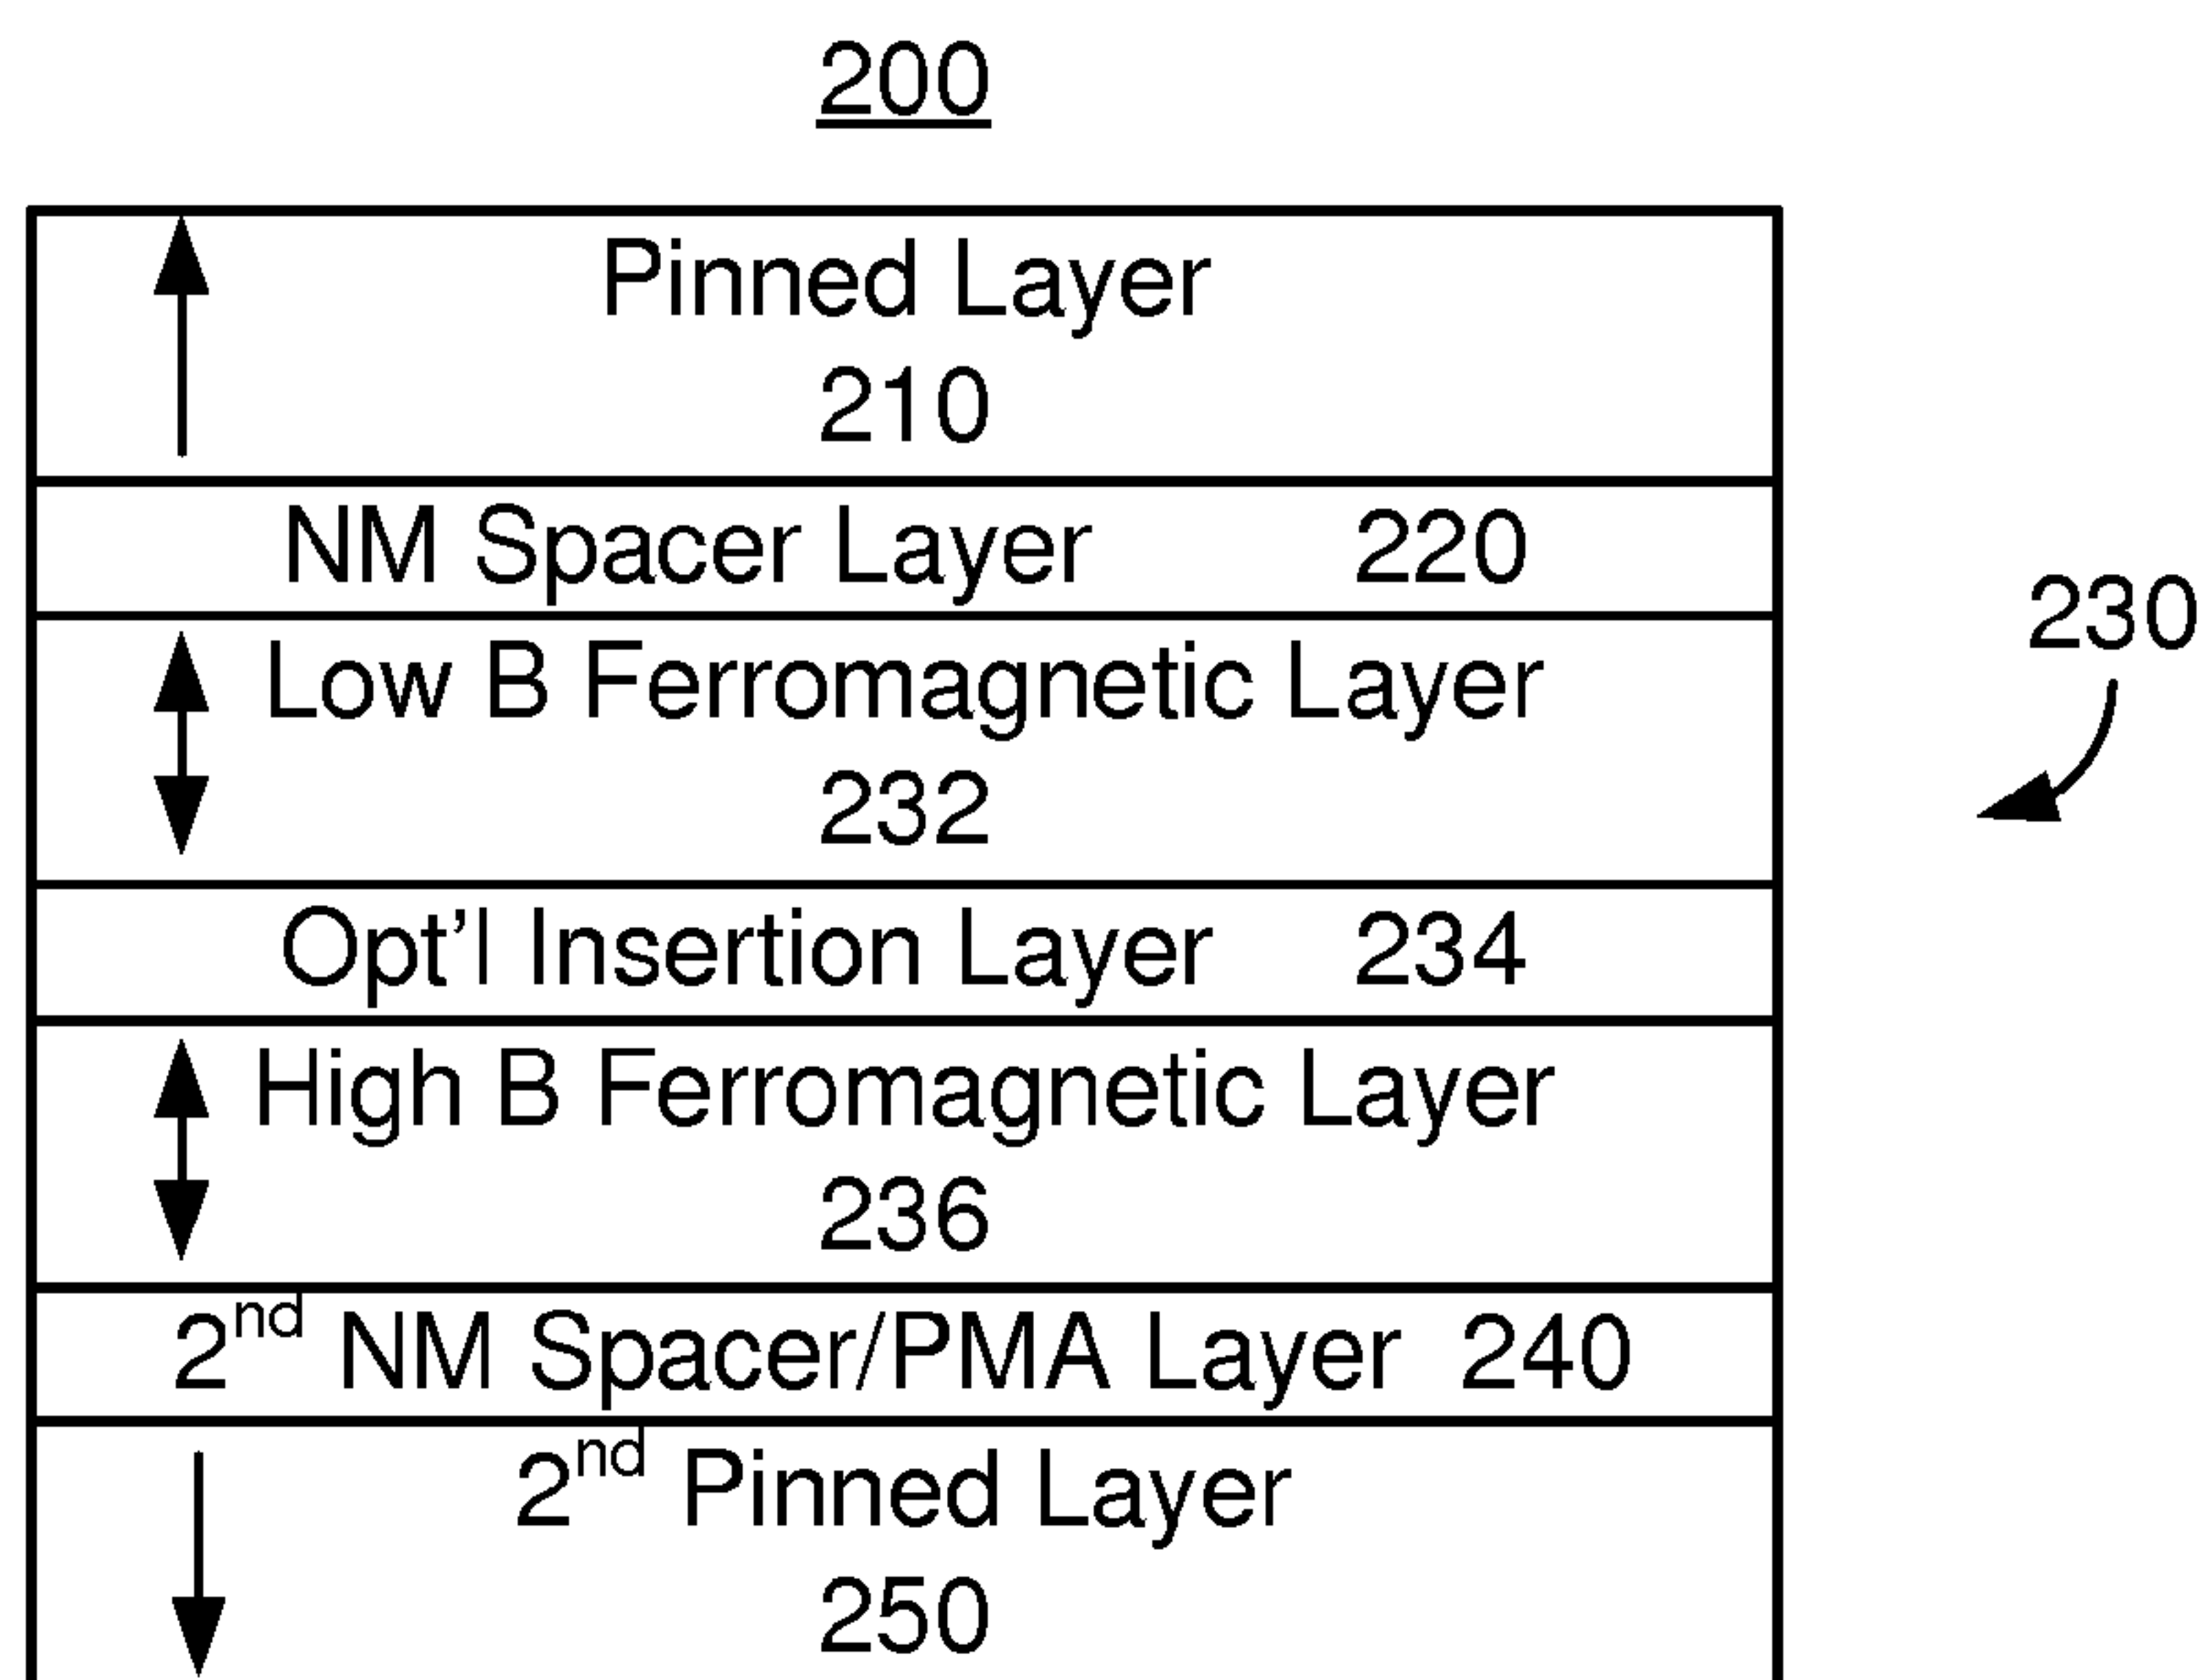 200
Pinned Layer
210
NM Spacer Layer 220
230
Low B Ferromagnetic Layer
232
Opt'l Insertion Layer 234
High B Ferromagnetic Layer
236
2nd NM Spacer/PMA Layer 240
2nd Pinned Layer
250